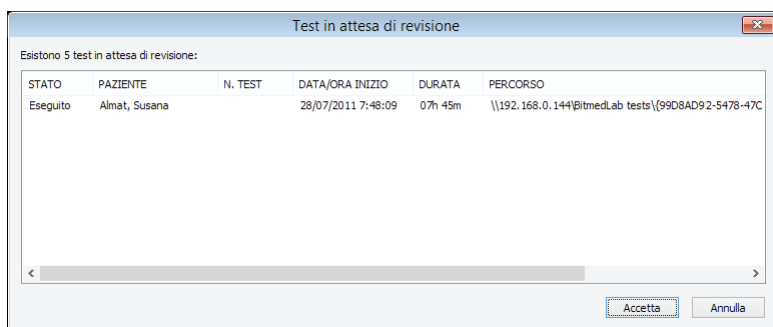 Test in attesa di revisione
Esistono 5 test in attesa di revisione:
STATO PAZIENTE N. TEST DATA/ORA INIZIO DURATA PERCORSO
Eseguito Almat, Susana 28/07/2011 7:48:09 07h 45m \\192.168.0.144\BitmedLab tests\{99D8AD92-5478-47C
Accetta Annulla